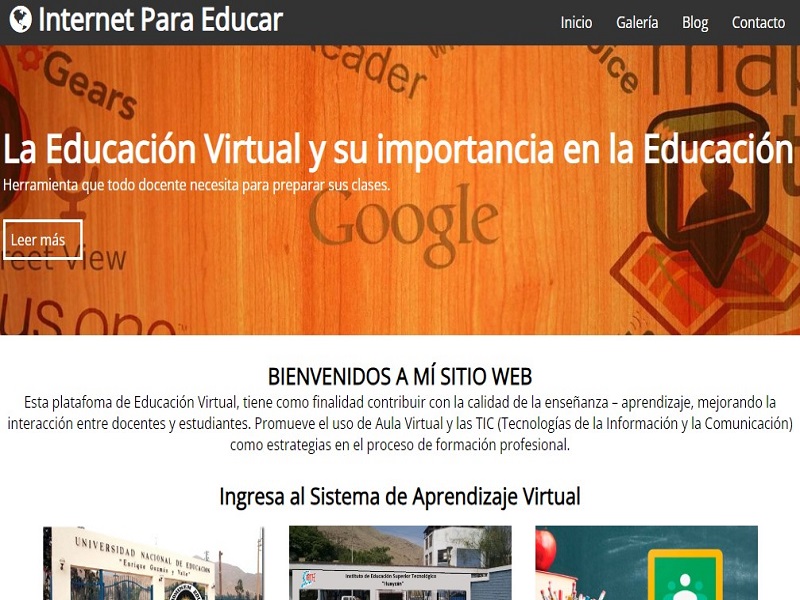 Internet Para Educar
Inicio Galería Blog Contacto
Gears
Reader
La Educación Virtual y su importancia en la Educación
Herramienta que todo docente necesita para preparar sus clases.
Google
Leer más
View
BIENVENIDOS A MÍ SITIO WEB
Esta platafoma de Educación Virtual, tiene como finalidad contribuir con la calidad de la enseñanza – aprendizaje, mejorando la
interacción entre docentes y estudiantes. Promueve el uso de Aula Virtual y las TIC (Tecnologías de la Información y la Comunicación)
como estrategias en el proceso de formación profesional.
Ingresa al Sistema de Aprendizaje Virtual
UNIVERSIDAD NACIONAL DE EDUCACIÓN
"Enrique Guzmán y Valle"
Instituto de Educación Superior Tecnológico
"Huaycán"